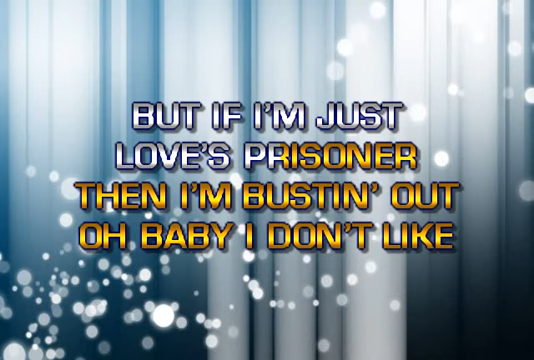 BUT IF I'M JUST
LOVE'S PRISONER
THEN I'M BUSTIN' OUT
OH BABY I DON'T LIKE